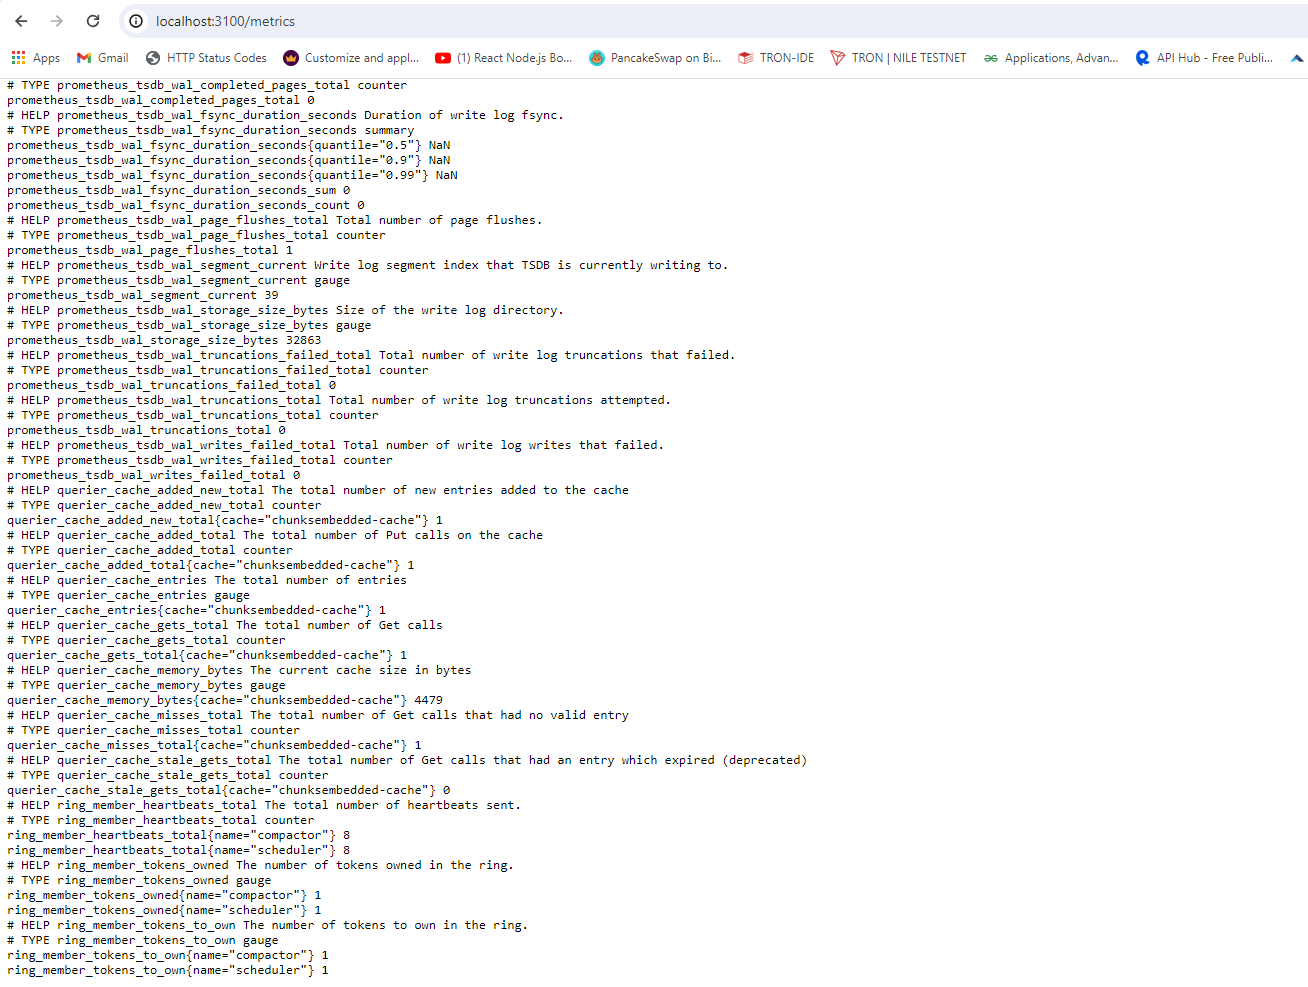 localhost:3100/metrics
Apps Gmail HTTP Status Codes Customize and appl... (1) React Node.js Bo... PancakeSwap on Bi... TRON-IDE TRON | NILE TESTNET Applications, Advan... API Hub - Free Publi...
# TYPE prometheus_tsdb_wal_completed_pages_total counter
prometheus_tsdb_wal_completed_pages_total 0
# HELP prometheus_tsdb_wal_fsync_duration_seconds Duration of write log fsync.
# TYPE prometheus_tsdb_wal_fsync_duration_seconds summary
prometheus_tsdb_wal_fsync_duration_seconds{quantile="0.5"} NaN
prometheus_tsdb_wal_fsync_duration_seconds{quantile="0.9"} NaN
prometheus_tsdb_wal_fsync_duration_seconds{quantile="0.99"} NaN
prometheus_tsdb_wal_fsync_duration_seconds_sum 0
prometheus_tsdb_wal_fsync_duration_seconds_count 0
# HELP prometheus_tsdb_wal_page_flushes_total Total number of page flushes.
# TYPE prometheus_tsdb_wal_page_flushes_total counter
prometheus_tsdb_wal_page_flushes_total 1
# HELP prometheus_tsdb_wal_segment_current Write log segment index that TSDB is currently writing to.
# TYPE prometheus_tsdb_wal_segment_current gauge
prometheus_tsdb_wal_segment_current 39
# HELP prometheus_tsdb_wal_storage_size_bytes Size of the write log directory.
# TYPE prometheus_tsdb_wal_storage_size_bytes gauge
prometheus_tsdb_wal_storage_size_bytes 32863
# HELP prometheus_tsdb_wal_truncations_failed_total Total number of write log truncations that failed.
# TYPE prometheus_tsdb_wal_truncations_failed_total counter
prometheus_tsdb_wal_truncations_failed_total 0
# HELP prometheus_tsdb_wal_truncations_total Total number of write log truncations attempted.
# TYPE prometheus_tsdb_wal_truncations_total counter
prometheus_tsdb_wal_truncations_total 0
# HELP prometheus_tsdb_wal_writes_failed_total Total number of write log writes that failed.
# TYPE prometheus_tsdb_wal_writes_failed_total counter
prometheus_tsdb_wal_writes_failed_total 0
# HELP querier_cache_added_new_total The total number of new entries added to the cache
# TYPE querier_cache_added_new_total counter
querier_cache_added_new_total{cache="chunksembedded-cache"} 1
# HELP querier_cache_added_total The total number of Put calls on the cache
# TYPE querier_cache_added_total counter
querier_cache_added_total{cache="chunksembedded-cache"} 1
# HELP querier_cache_entries The total number of entries
# TYPE querier_cache_entries gauge
querier_cache_entries{cache="chunksembedded-cache"} 1
# HELP querier_cache_gets_total The total number of Get calls
# TYPE querier_cache_gets_total counter
querier_cache_gets_total{cache="chunksembedded-cache"} 1
# HELP querier_cache_memory_bytes The current cache size in bytes
# TYPE querier_cache_memory_bytes gauge
querier_cache_memory_bytes{cache="chunksembedded-cache"} 4479
# HELP querier_cache_misses_total The total number of Get calls that had no valid entry
# TYPE querier_cache_misses_total counter
querier_cache_misses_total{cache="chunksembedded-cache"} 1
# HELP querier_cache_stale_gets_total The total number of Get calls that had an entry which expired (deprecated)
# TYPE querier_cache_stale_gets_total counter
querier_cache_stale_gets_total{cache="chunksembedded-cache"} 0
# HELP ring_member_heartbeats_total The total number of heartbeats sent.
# TYPE ring_member_heartbeats_total counter
ring_member_heartbeats_total{name="compactor"} 8
ring_member_heartbeats_total{name="scheduler"} 8
# HELP ring_member_tokens_owned The number of tokens owned in the ring.
# TYPE ring_member_tokens_owned gauge
ring_member_tokens_owned{name="compactor"} 1
ring_member_tokens_owned{name="scheduler"} 1
# HELP ring_member_tokens_to_own The number of tokens to own in the ring.
# TYPE ring_member_tokens_to_own gauge
ring_member_tokens_to_own{name="compactor"} 1
ring_member_tokens_to_own{name="scheduler"} 1